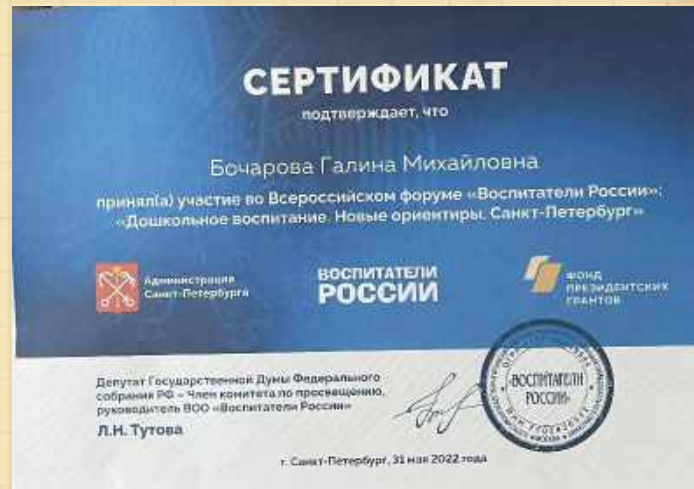 СЕРТИФИКАТ
подтверждает, что
Бочарова Галина Михайловна
принял(а) участие во Всероссийском форуме «Воспитатели России»:
«Дошкольное воспитание. Новые ориентиры. Санкт-Петербург»
Администрация
Санкт-Петербурга
ВОСПИТАТЕЛИ
РОССИИ
ФОНД
ПРЕЗИДЕНТСКИХ
ГРАНТОВ
Депутат Государственной Думы Федерального
собрания РФ – Член комитета по просвещению,
руководитель ВОО «Воспитатели России»
Л.Н. Тутова
«ВОСПИТАТЕЛИ
РОССИИ»
г. Санкт-Петербург, 31 мая 2022 года